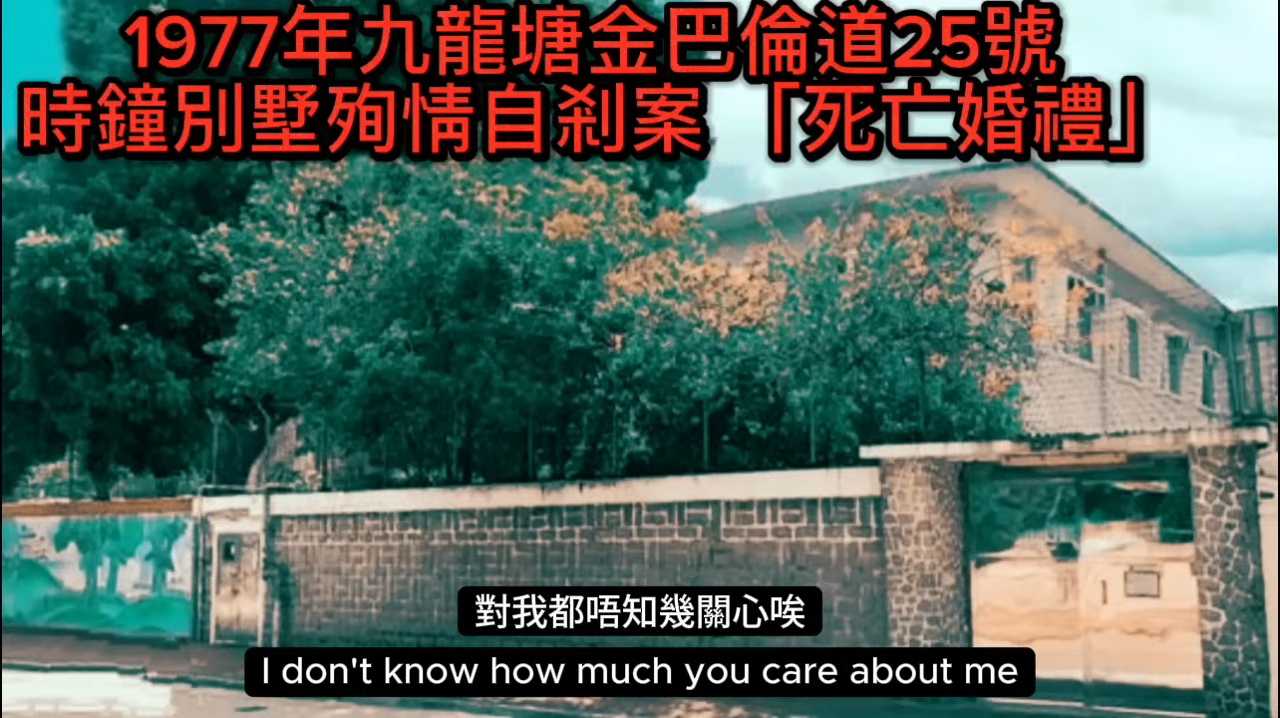 1977年九龍塘金巴倫道25號
時鐘別墅殉情自剎案「死亡婚禮」
對我都唔知幾關心唉
I don't know how much you care about me